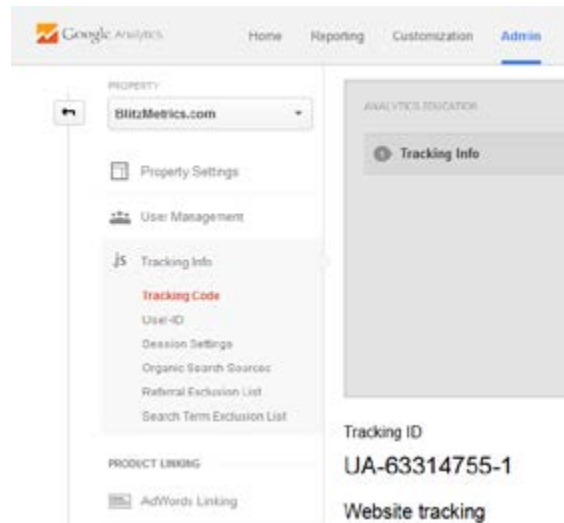 Google Analytics
Home
Reporting
Customization
Admin
PROPERTY
BlitzMetrics.com
Property Settings
User Management
js Tracking Info
Tracking Code
User-ID
Session Settings
Organic Search Sources
Referral Exclusion List
Search Term Exclusion List
PRODUCT LINKING
AdWords Linking
ANALYTICS EDUCATION
Tracking Info
Tracking ID
UA-63314755-1
Website tracking